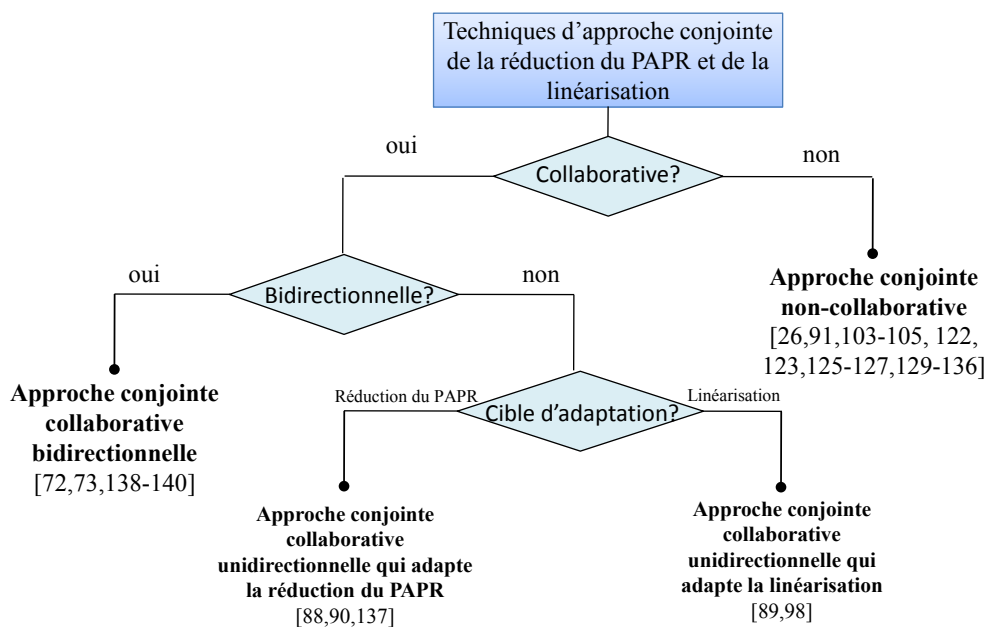 Techniques d'approche conjointe
de la réduction du PAPR et de la
linéarisation
oui
non
Collaborative?
oui
non
Bidirectionnelle?
Approche conjointe
non-collaborative
[26,91,103-105, 122,
123,125-127,129-136]
Approche conjointe
collaborative
bidirectionnelle
[72,73,138-140]
Réduction du PAPR
Linéarisation
Cible d'adaptation?
Approche conjointe
collaborative
unidirectionnelle qui adapte
la réduction du PAPR
[88,90,137]
Approche conjointe
collaborative
unidirectionnelle qui
adapte la linéarisation
[89,98]